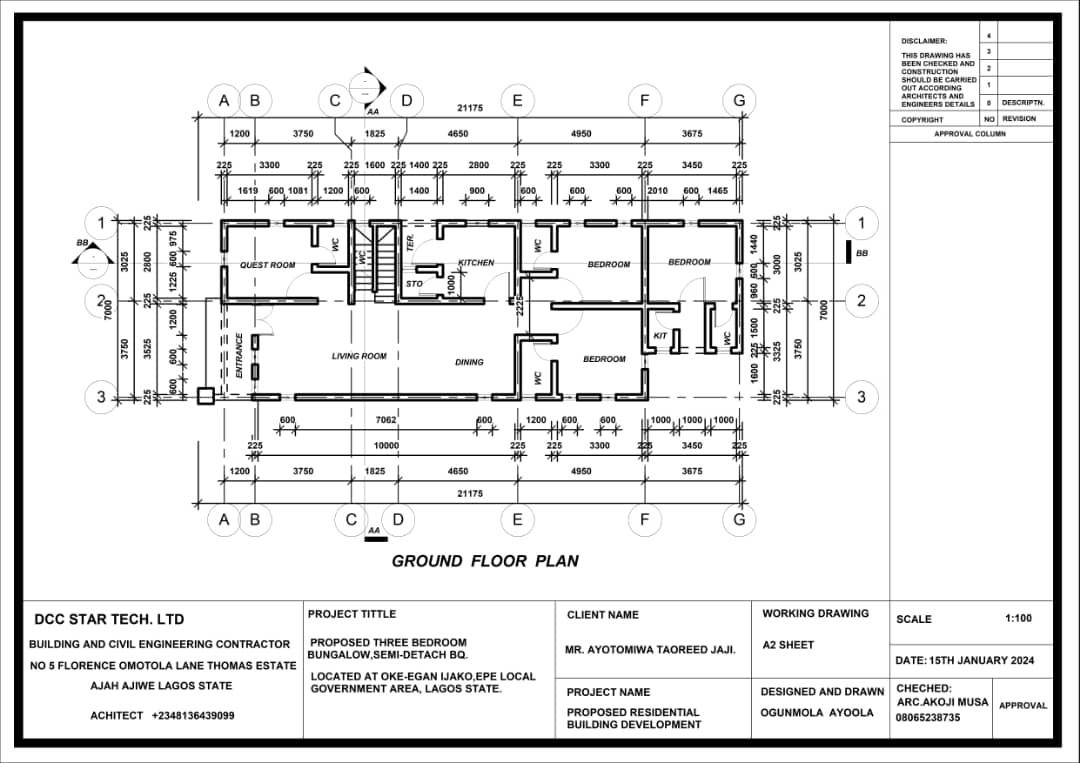 DISCLAIMER:
THIS DRAWING HAS
BEEN CHECKED AND
CONSTRUCTION
SHOULD BE CARRIED
OUT ACCORDING
ARCHITECTS AND
ENGINEERS DETAILS
4
3
2
1
0 DESCRIPTN.
COPYRIGHT NO REVISION
APPROVAL COLUMN
A B C D E F G
AA
21175
1200 3750 1825 4650 4950 3675
225 3300 225 225 1600 225 1400 225 2800 225 225 3300 225 3450 225
1619 600 1081 1200 600 1400 900 600 600 600 2010 600 1465
1 1
BB BB
2 2
3 3
7000
3025
3750
225
2800
225
3525
225
975
600
1225
1200
600
600
QUEST ROOM
WC
WC
TER.
STO
1000
KITCHEN
2225
WC
BEDROOM
BEDROOM
KIT
WC
ENTRANCE
LIVING ROOM
DINING
WC
BEDROOM
1440
600
960
1500
225
1600
225
3000
225
3325
225
3025
3750
7000
600 7062 600 1200 600 600 1000 1000 1000
225 10000 225 225 3300 225 3450 225
1200 3750 1825 4650 4950 3675
21175
A B C D E F G
AA
GROUND FLOOR PLAN
DCC STAR TECH. LTD
BUILDING AND CIVIL ENGINEERING CONTRACTOR
NO 5 FLORENCE OMOTOLA LANE THOMAS ESTATE
AJAH AJIWE LAGOS STATE
ACHITECT +2348136439099
PROJECT TITTLE
PROPOSED THREE BEDROOM
BUNGALOW,SEMI-DETACH BQ.
LOCATED AT OKE-EGAN IJAKO,EPE LOCAL
GOVERNMENT AREA, LAGOS STATE.
CLIENT NAME
MR. AYOTOMIWA TAOREED JAJI.
PROJECT NAME
PROPOSED RESIDENTIAL
BUILDING DEVELOPMENT
WORKING DRAWING
A2 SHEET
DESIGNED AND DRAWN
OGUNMOLA AYOOLA
SCALE 1:100
DATE: 15TH JANUARY 2024
CHECHED:
ARC.AKOJI MUSA
08065238735
APPROVAL